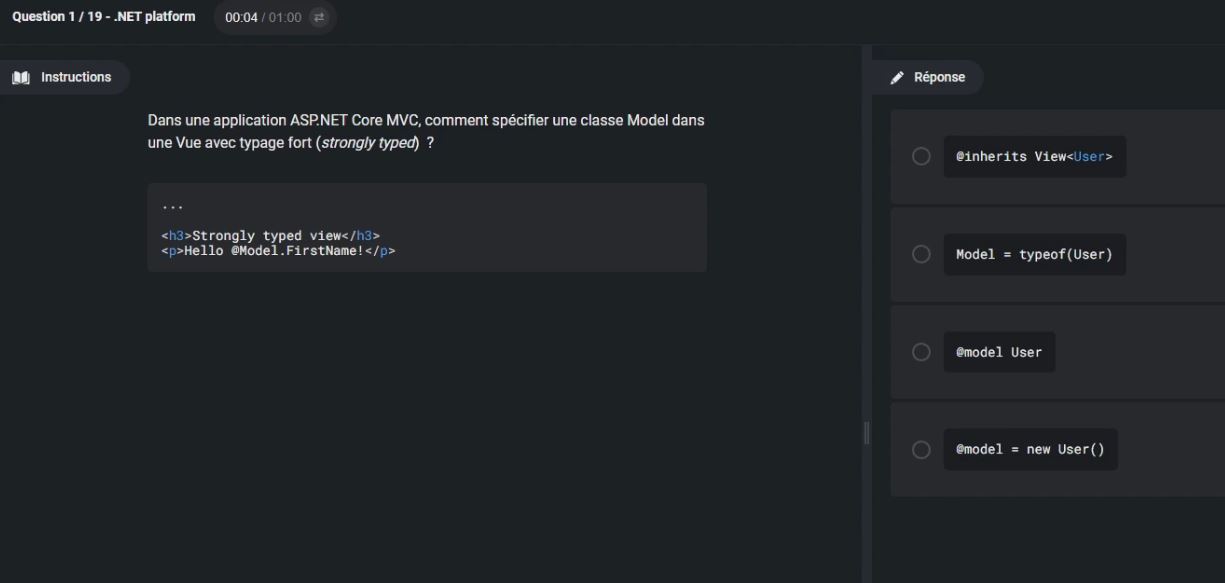 Question 1 / 19 - .NET platform
00:04 / 01:00
Instructions
Réponse
Dans une application ASP.NET Core MVC, comment spécifier une classe Model dans
une Vue avec typage fort (strongly typed) ?
...
<h3>Strongly typed view</h3>
<p>Hello @Model.FirstName!</p>
@inherits View<User>
Model = typeof(User)
@model User
@model = new User()